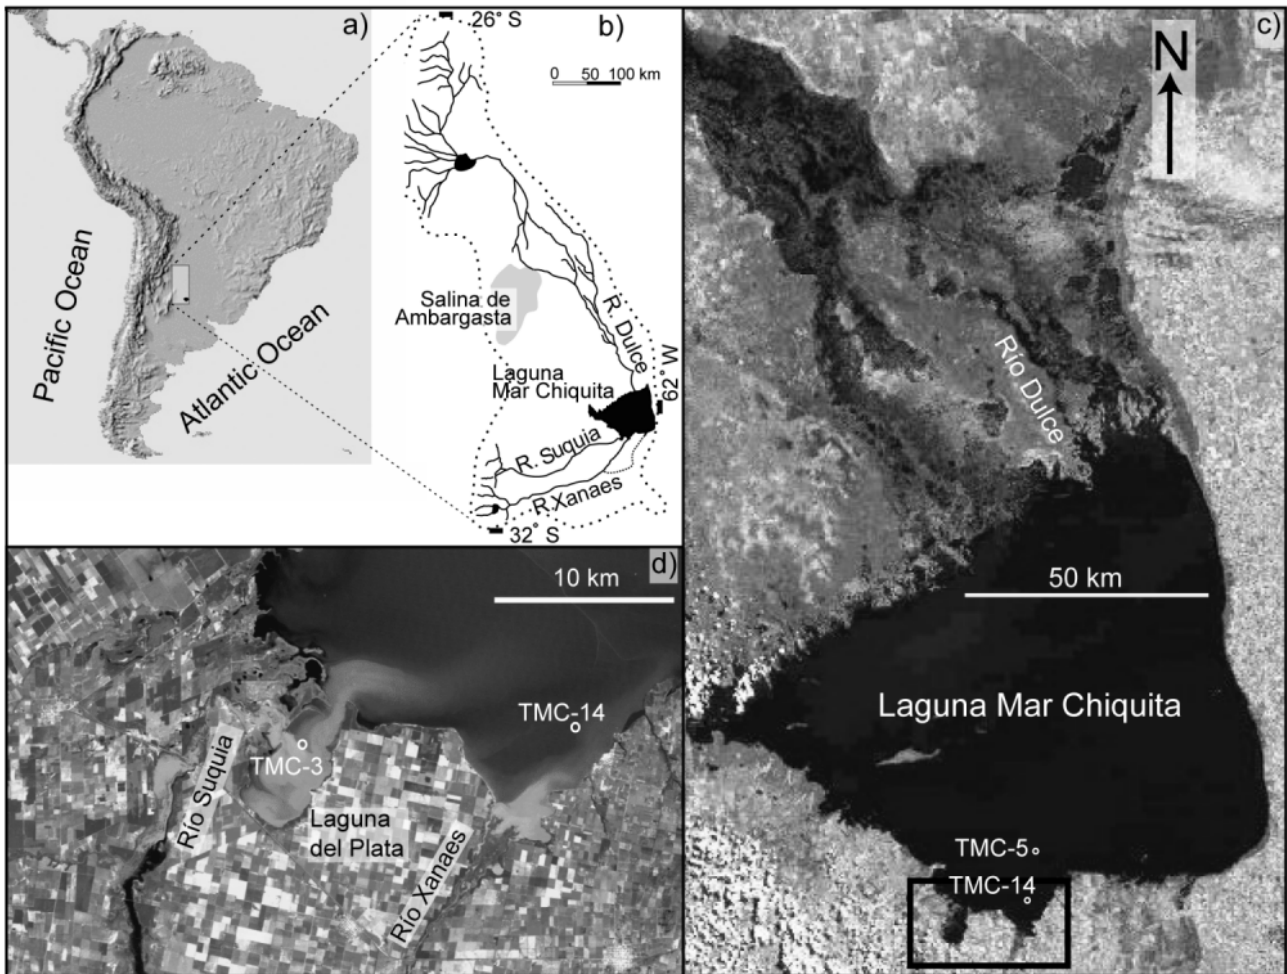 a)
Pacific Ocean
Atlantic Ocean
26° S
b)
0 50 100 km
Salina de
Ambargasta
R. Dulce
Laguna
Mar Chiquita
62° W
R. Suquia
R.Xanaes
32° S
c)
N
Río Dulce
50 km
Laguna Mar Chiquita
TMC-5
TMC-14
d)
10 km
TMC-14
TMC-3
Río Suquia
Laguna
del Plata
Río Xanaes